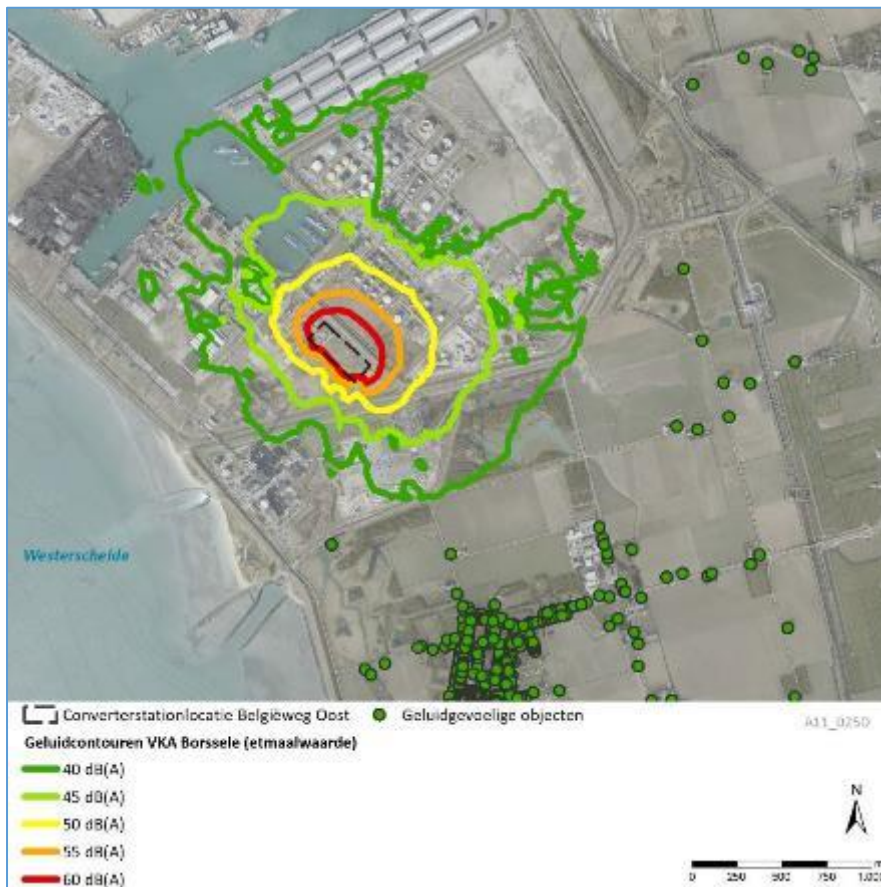 Westerschelde
Converterstationlocatie Belgiëweg Oost
Geluidgevoelige objecten
A11_0250
Geluidcontouren VKA Borssele (etmaalwaarde)
40 dB(A)
45 dB(A)
50 dB(A)
55 dB(A)
60 dB(A)
N
m
0 250 500 750 1.000